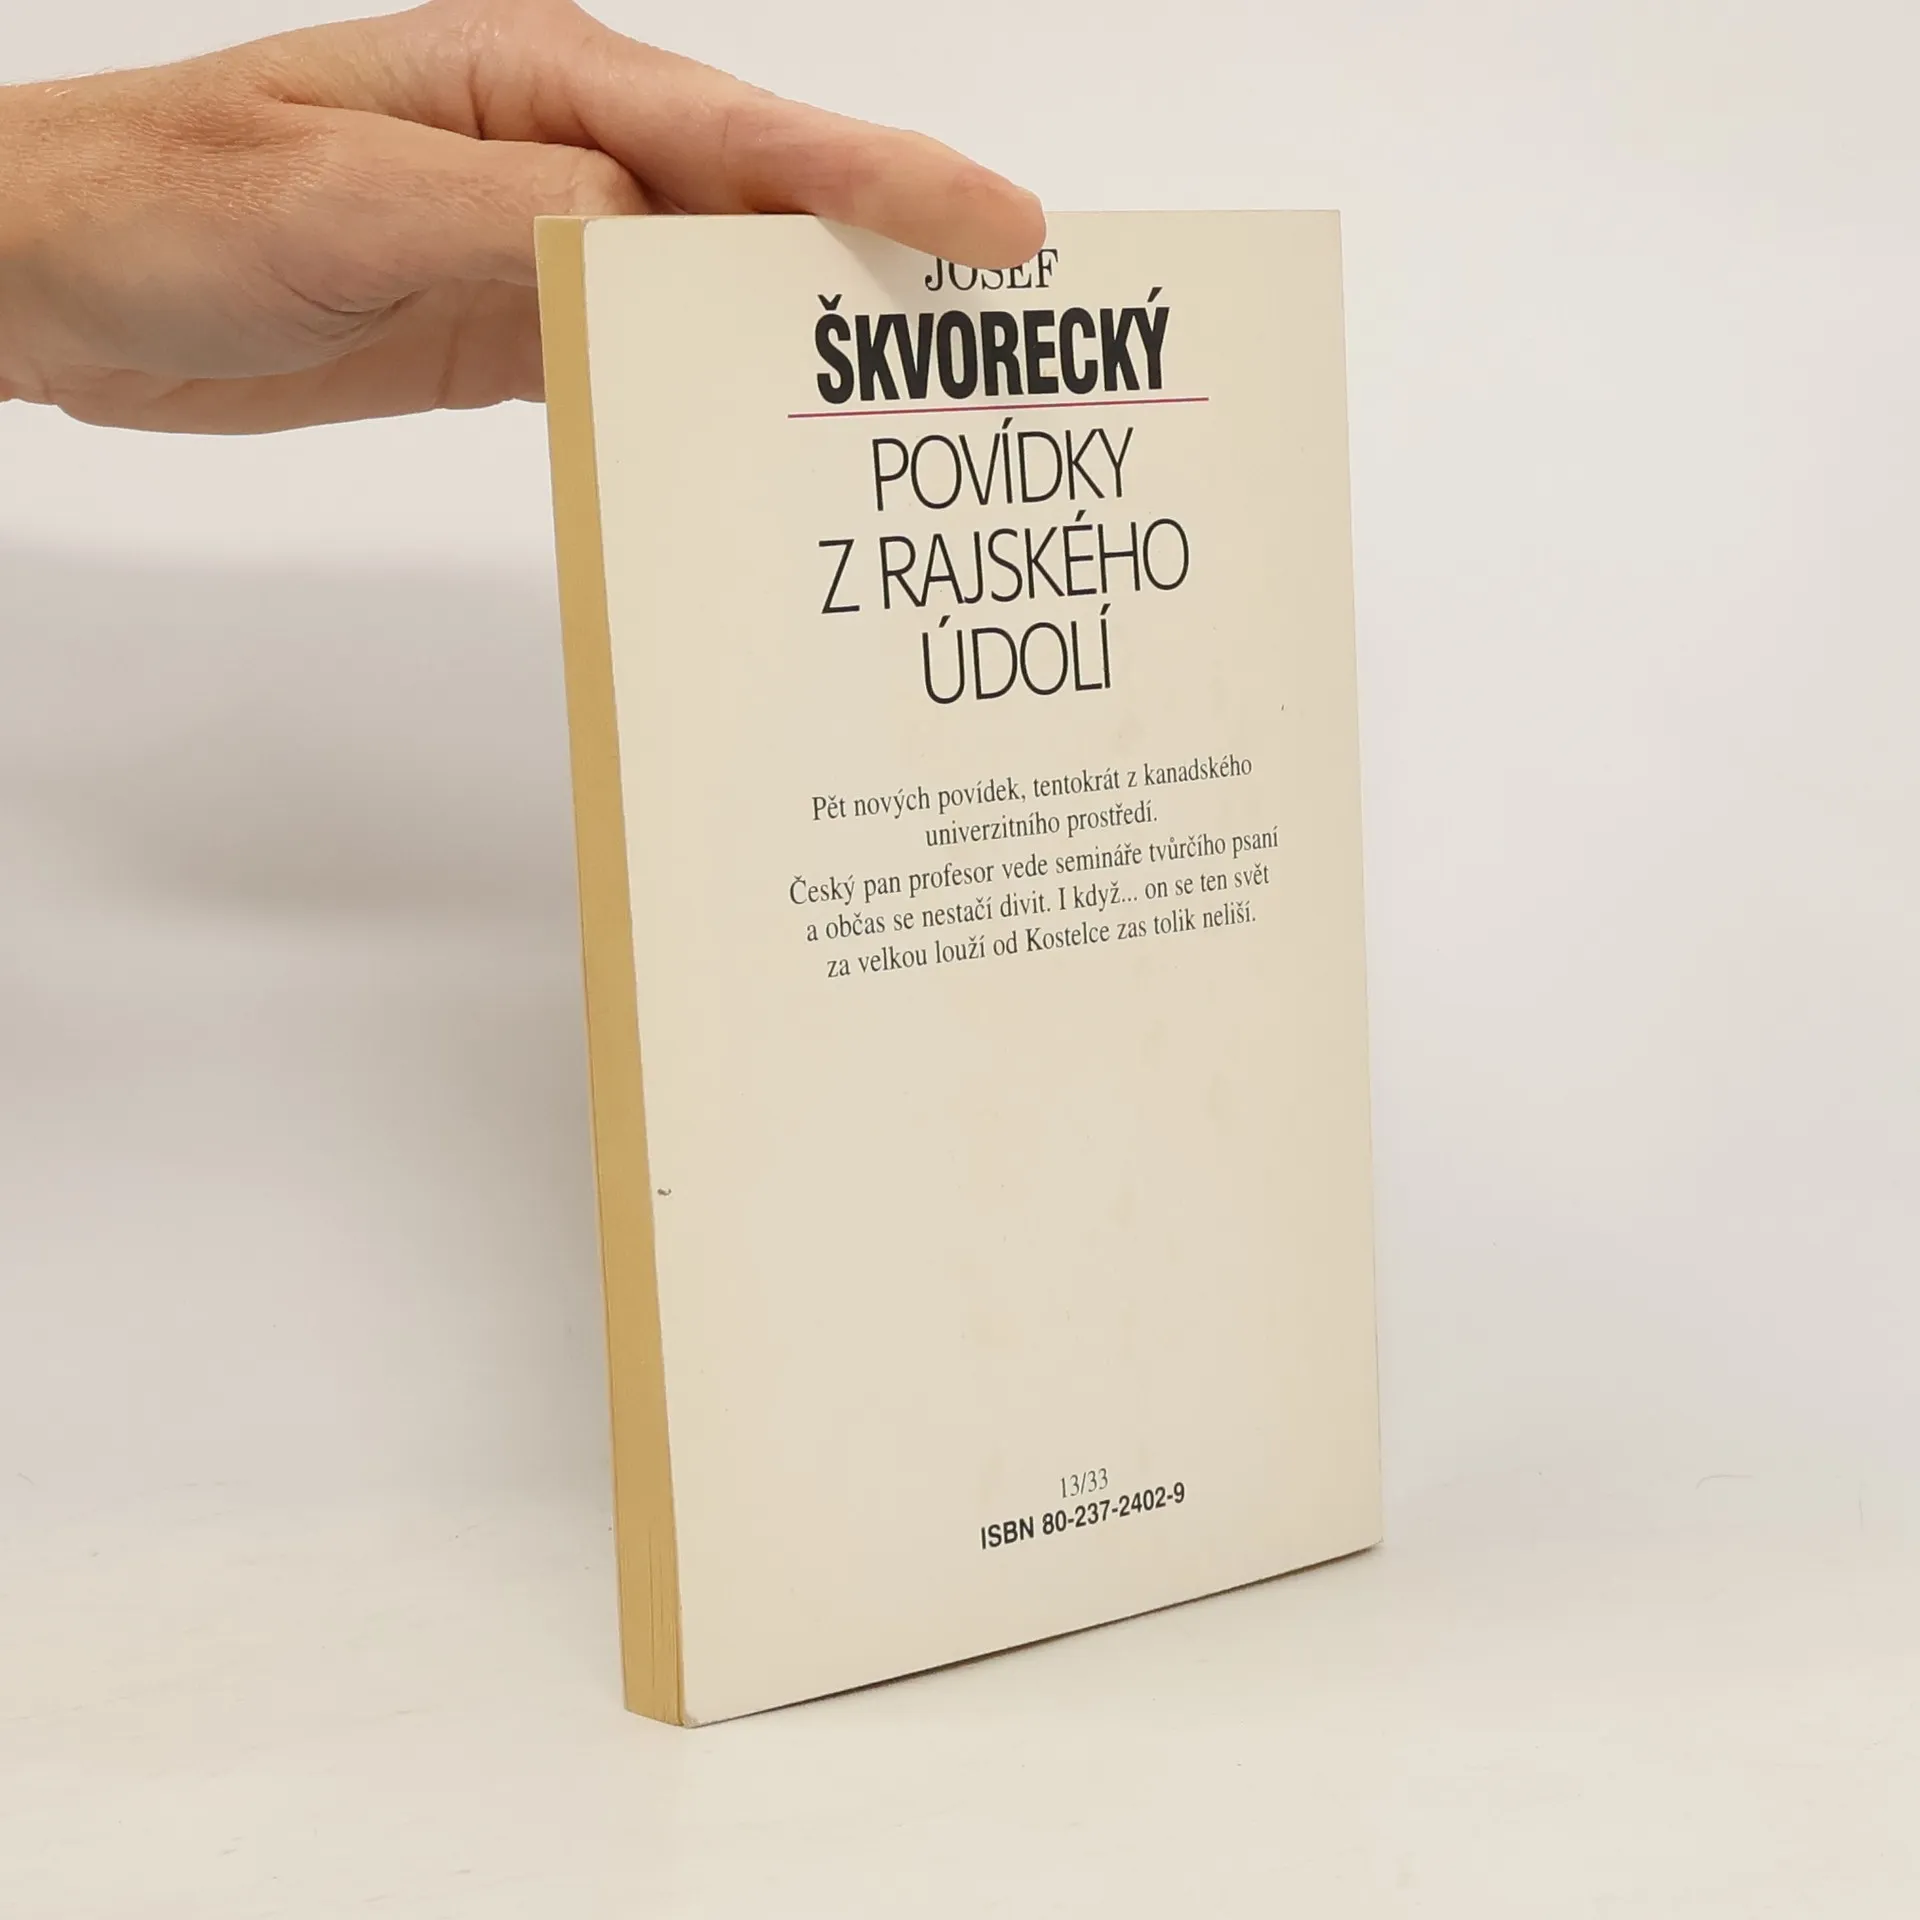 JOSEF
ŠKVORECKÝ
POVÍDKY
Z RAJSKÉHO
ÚDOLÍ
Pět nových povídek, tentokrát z kanadského
univerzitního prostředí.
Český pan profesor vede semináře tvůrčího psaní
a občas se nestačí divit. I když... on se ten svět
za velkou louží od Kostelce zas tolik neliší.
13/33
ISBN 80-237-2402-9